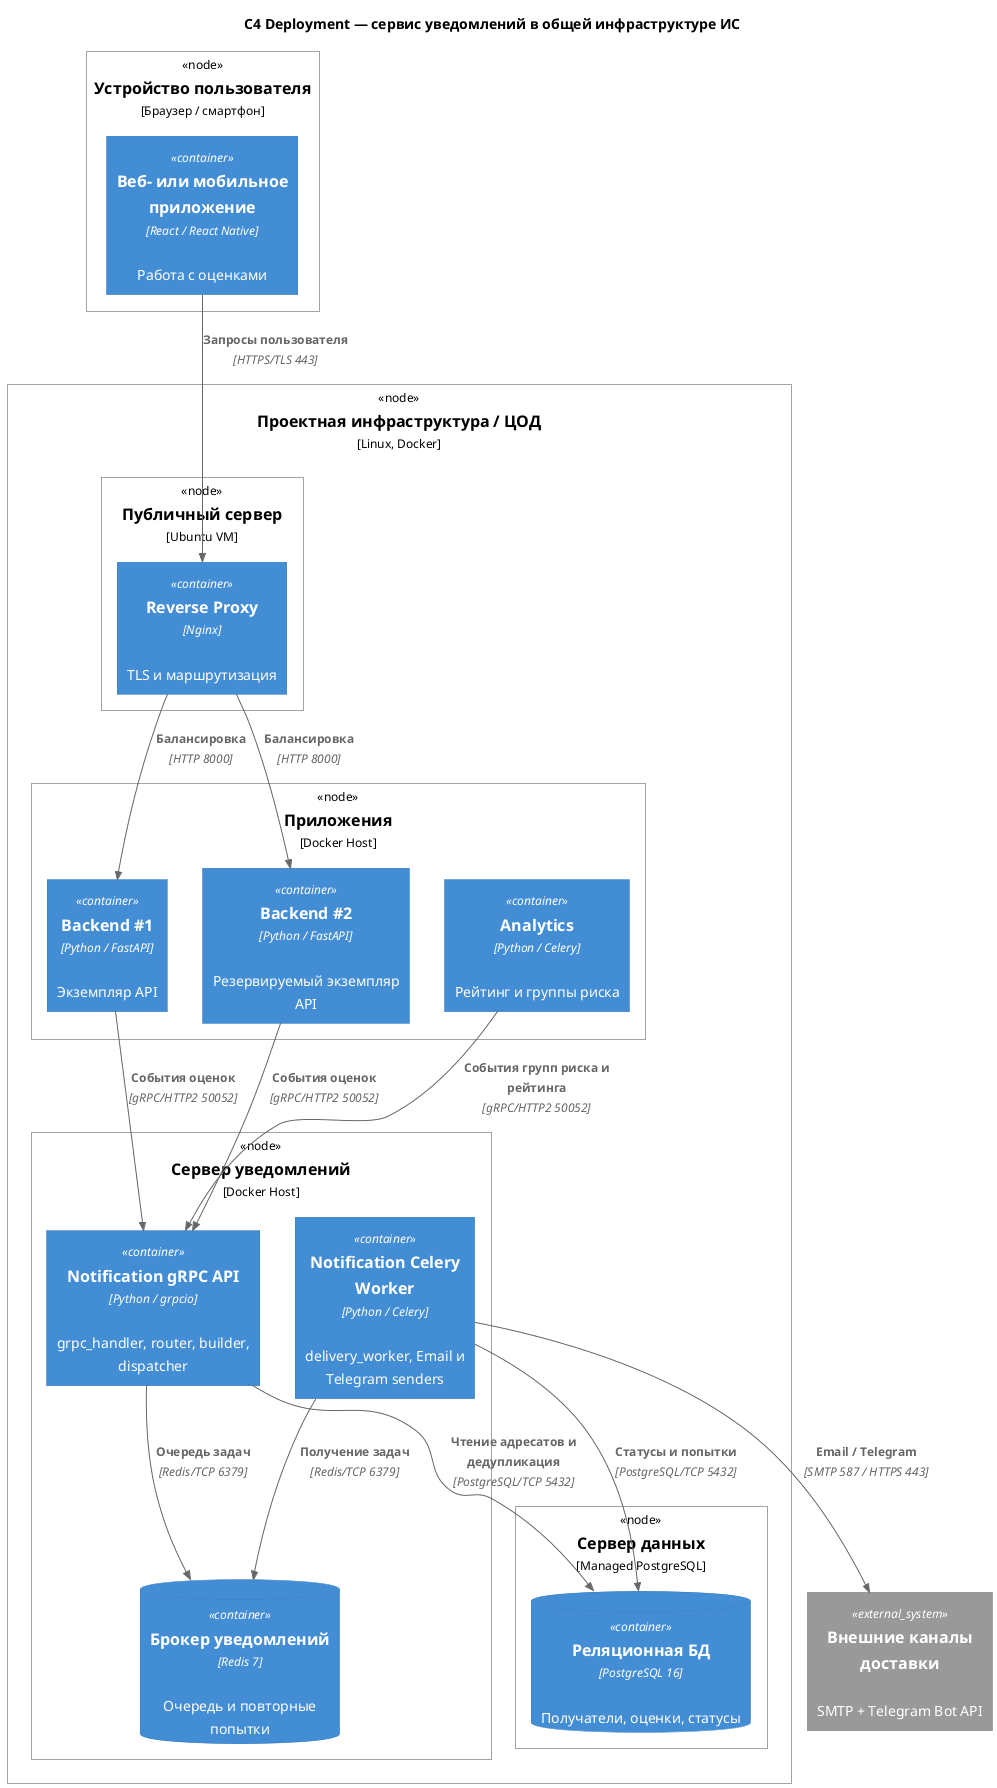 C4 Deployment — сервис уведомлений в общей инфраструктуре ИС
«node»
Устройство пользователя
[Браузер / смартфон]
«container»
Веб- или мобильное
приложение
[React / React Native]
Работа с оценками
Запросы пользователя
[HTTPS/TLS 443]
«node»
Проектная инфраструктура / ЦОД
[Linux, Docker]
«node»
Публичный сервер
[Ubuntu VM]
«container»
Reverse Proxy
[Nginx]
TLS и маршрутизация
Балансировка
[HTTP 8000]
Балансировка
[HTTP 8000]
«node»
Приложения
[Docker Host]
«container»
Backend #1
[Python / FastAPI]
Экземпляр API
«container»
Backend #2
[Python / FastAPI]
Резервируемый экземпляр
API
«container»
Analytics
[Python / Celery]
Рейтинг и группы риска
События оценок
[gRPC/HTTP2 50052]
События оценок
[gRPC/HTTP2 50052]
События групп риска и
рейтинга
[gRPC/HTTP2 50052]
«node»
Сервер уведомлений
[Docker Host]
«container»
Notification gRPC API
[Python / grpcio]
grpc_handler, router, builder,
dispatcher
«container»
Notification Celery
Worker
[Python / Celery]
delivery_worker, Email и
Telegram senders
Очередь задач
[Redis/TCP 6379]
Получение задач
[Redis/TCP 6379]
Чтение адресатов и
дедупликация
[PostgreSQL/TCP 5432]
Статусы и попытки
[PostgreSQL/TCP 5432]
Email / Telegram
[SMTP 587 / HTTPS 443]
«container»
Брокер уведомлений
[Redis 7]
Очередь и повторные
попытки
«node»
Сервер данных
[Managed PostgreSQL]
«container»
Реляционная БД
[PostgreSQL 16]
Получатели, оценки, статусы
«external_system»
Внешние каналы
доставки
SMTP + Telegram Bot API